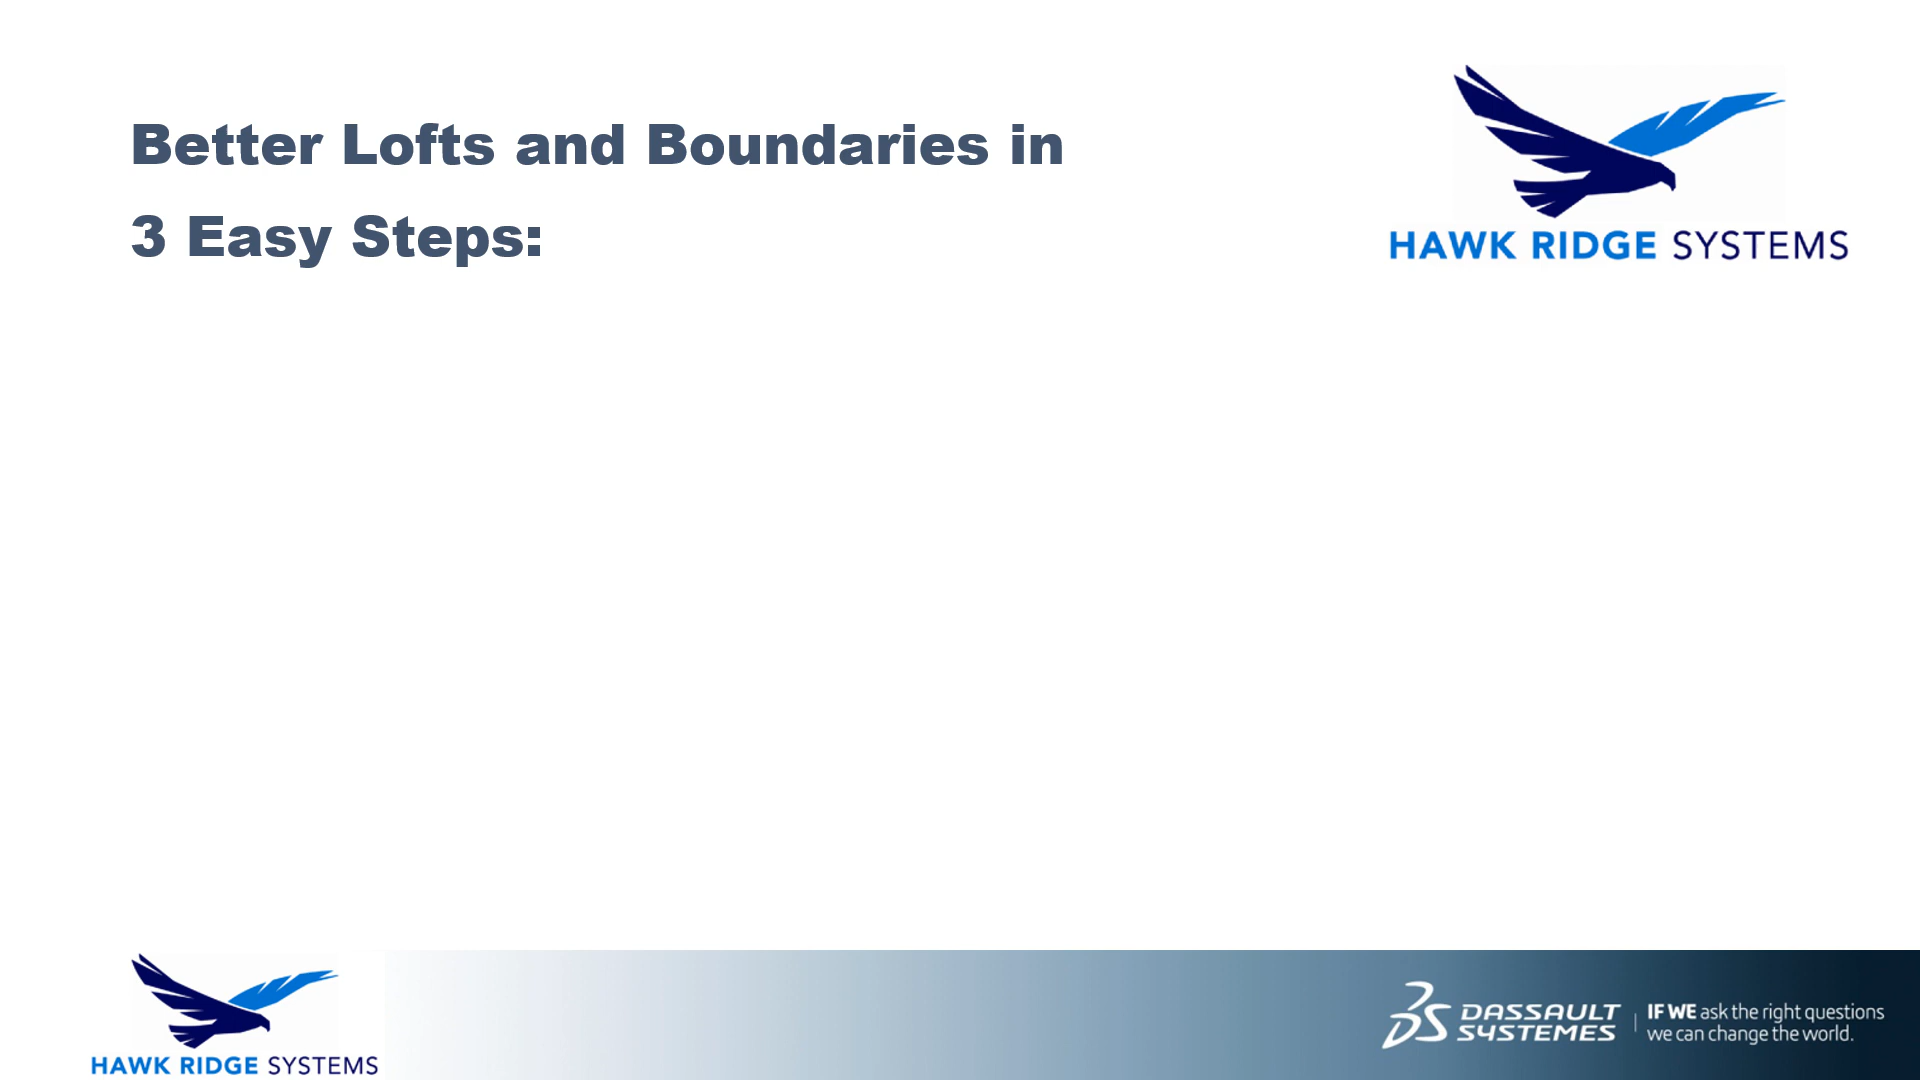 Better Lofts and Boundaries in
3 Easy Steps:
HAWK RIDGE SYSTEMS
HAWK RIDGE SYSTEMS
DASSAULT
SYSTEMES
IF WE ask the right questions
we can change the world.